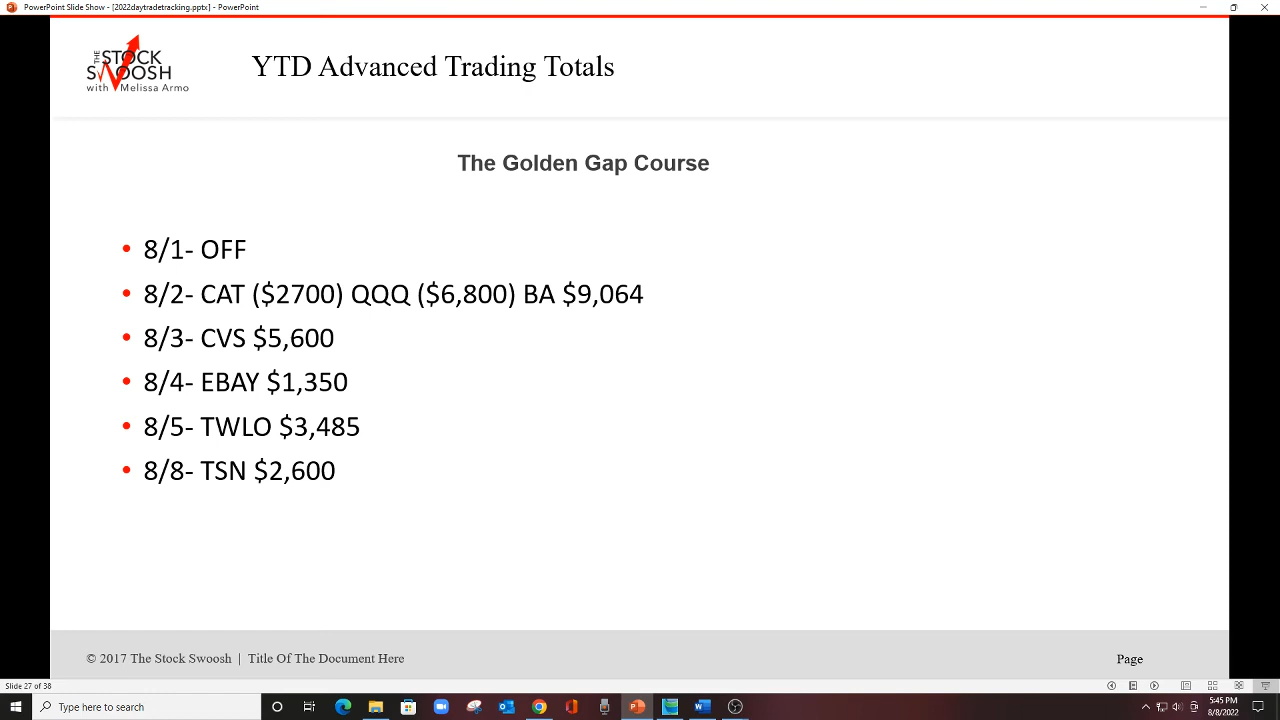 PowerPoint Slide Show - [2022daytradetracking.pptx] - PowerPoint
THE STOCK
SWOOSH
with Melissa Armo
YTD Advanced Trading Totals
The Golden Gap Course
• 8/1- OFF
• 8/2- CAT ($2700) QQQ ($6,800) BA $9,064
• 8/3- CVS $5,600
• 8/4- EBAY $1,350
• 8/5- TWLO $3,485
• 8/8- TSN $2,600
© 2017 The Stock Swoosh | Title Of The Document Here
Page
Slide 27 of 38
Type here to search
5:45 PM
8/8/2022